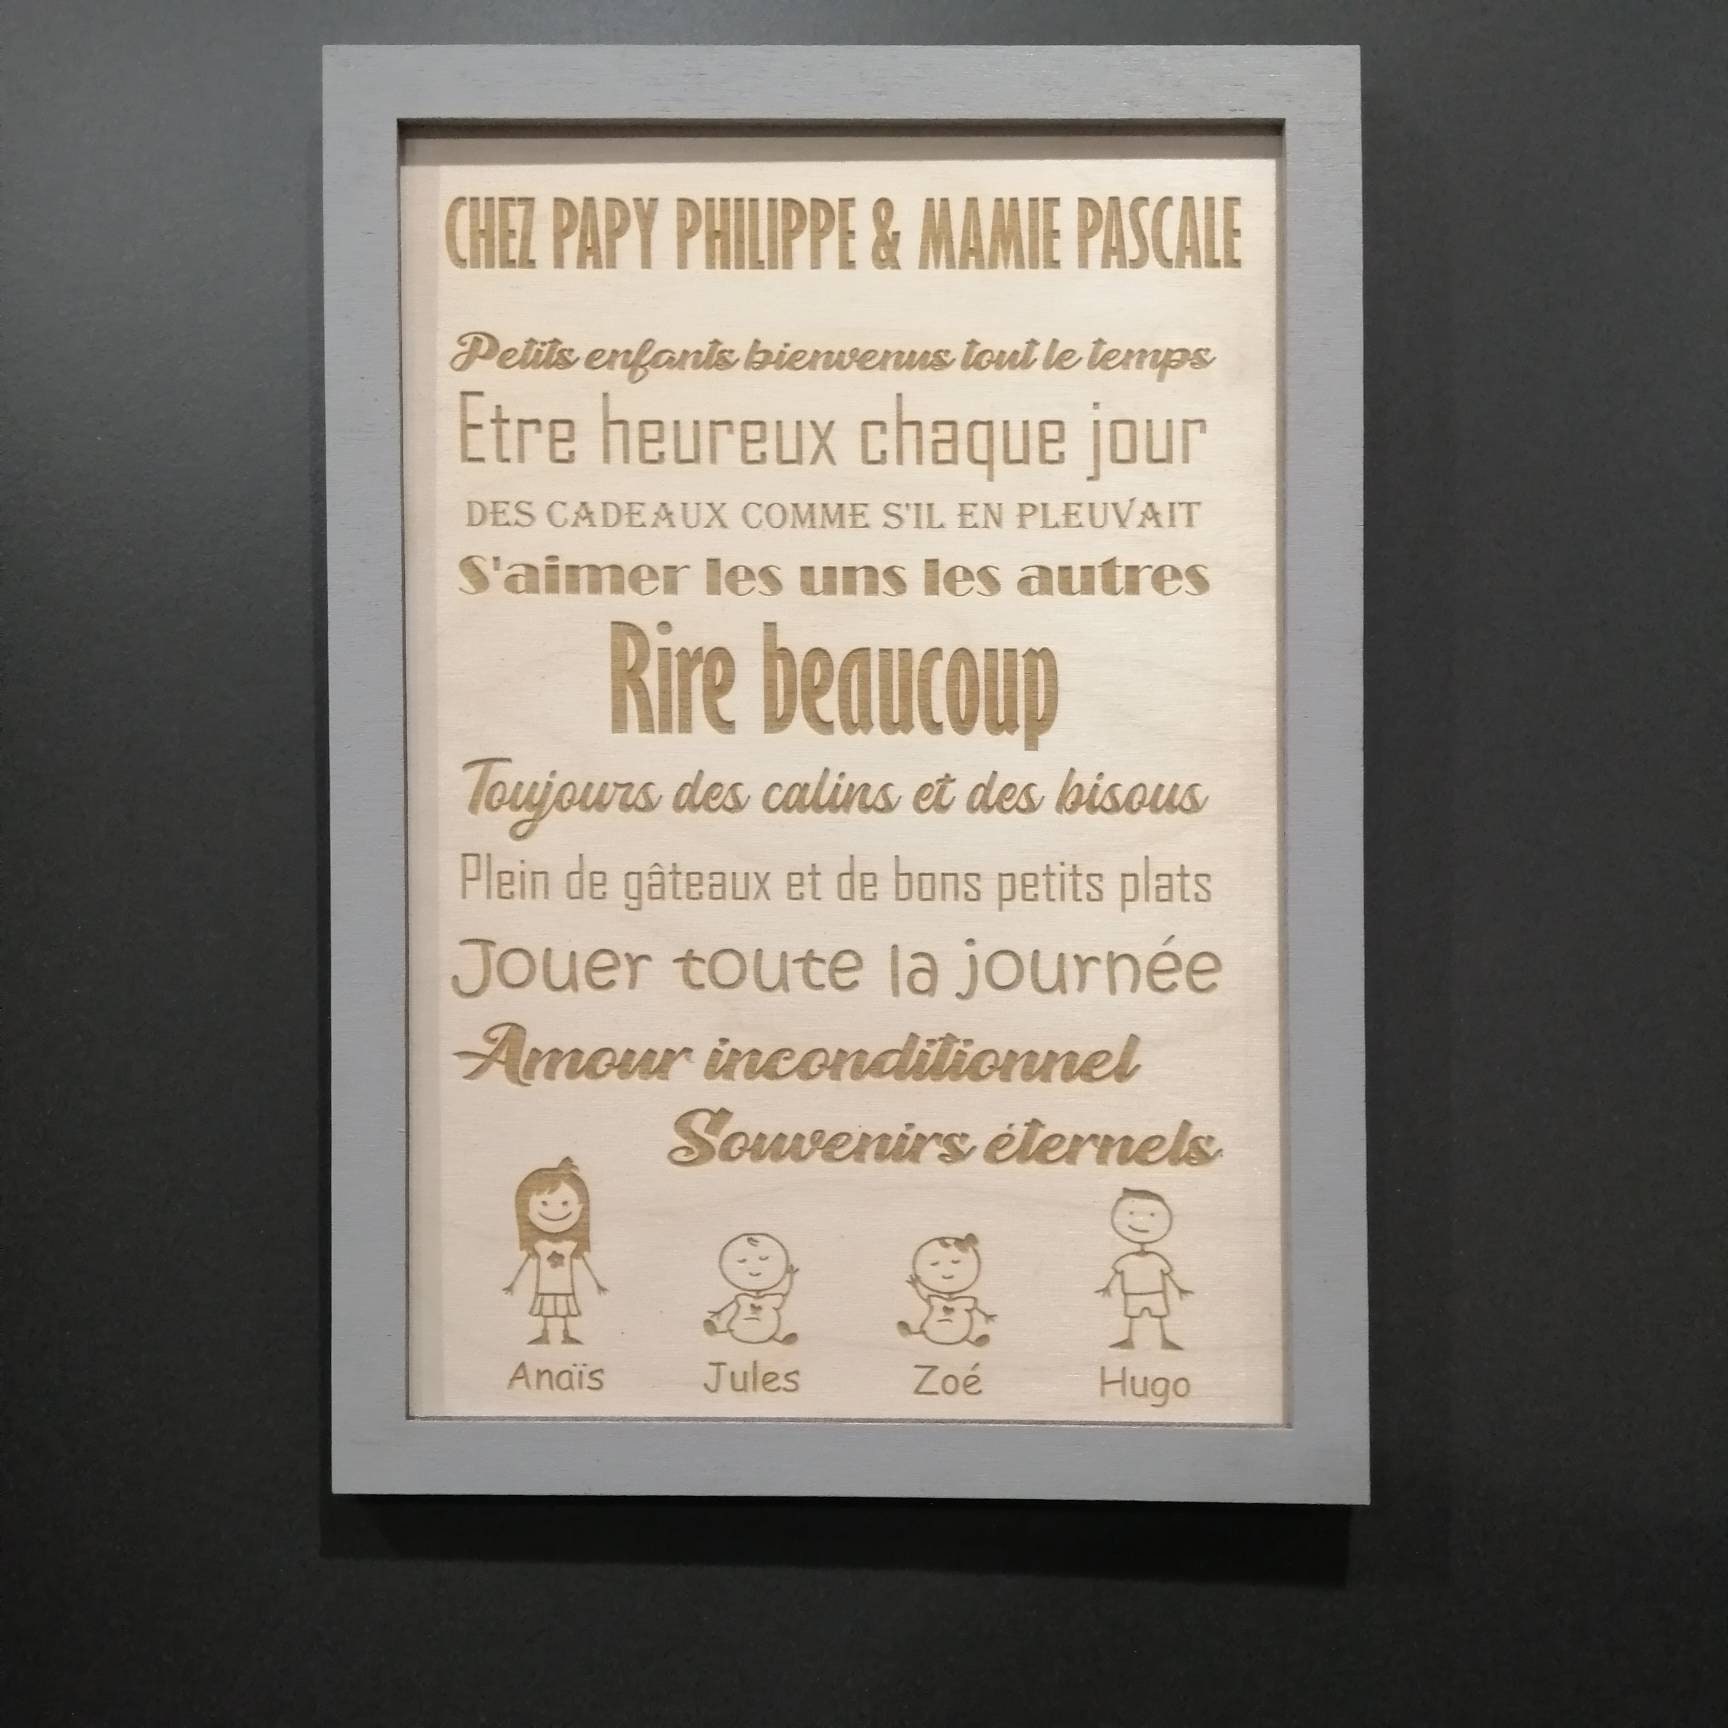 CHEZ PAPY PHILIPPE & MAMIE PASCALE
Petits enfants bienvenus tout le temps
Etre heureux chaque jour
DES CADEAUX COMME S'IL EN PLEUVAIT
S'aimer les uns les autres
Rire beaucoup
Toujours des calins et des bisous
Plein de gâteaux et de bons petits plats
Jouer toute la journée
Amour inconditionnel
Souvenirs éternels
Anaïs Jules Zoé Hugo